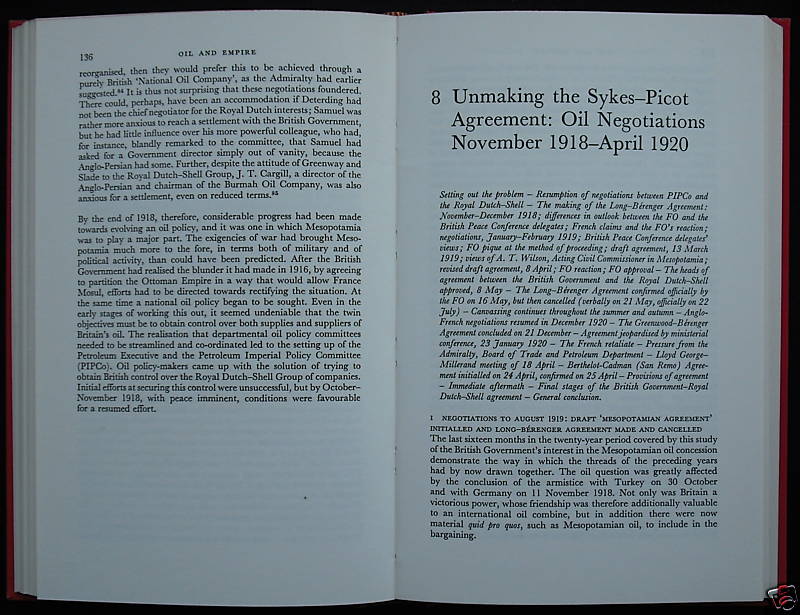 136 OIL AND EMPIRE
reorganised, then they would prefer this to be achieved through a
purely British 'National Oil Company', as the Admiralty had earlier
suggested.⁸⁴ It is thus not surprising that these negotiations foundered.
There could, perhaps, have been an accommodation if Deterding had
not been the chief negotiator for the Royal Dutch interests; Samuel was
rather more anxious to reach a settlement with the British Government,
but he had little influence over his more powerful colleague, who had,
for instance, blandly remarked to the committee, that Samuel had
asked for a Government director simply out of vanity, because the
Anglo-Persian had some. Further, despite the attitude of Greenway and
Slade to the Royal Dutch-Shell Group, J. T. Cargill, a director of the
Anglo-Persian and chairman of the Burmah Oil Company, was also
anxious for a settlement, even on reduced terms.⁸⁵
By the end of 1918, therefore, considerable progress had been made
towards evolving an oil policy, and it was one in which Mesopotamia
was to play a major part. The exigencies of war had brought Meso-
potamia much more to the fore, in terms both of military and of
political activity, than could have been predicted. After the British
Government had realised the blunder it had made in 1916, by agreeing
to partition the Ottoman Empire in a way that would allow France
Mosul, efforts had to be directed towards rectifying the situation. At
the same time a national oil policy began to be sought. Even in the
early stages of working this out, it seemed undeniable that the twin
objectives must be to obtain control over both supplies and suppliers of
Britain's oil. The realisation that departmental oil policy committees
needed to be streamlined and co-ordinated led to the setting up of the
Petroleum Executive and the Petroleum Imperial Policy Committee
(PIPCo). Oil policy-makers came up with the solution of trying to
obtain British control over the Royal Dutch-Shell Group of companies.
Initial efforts at securing this control were unsuccessful, but by October–
November 1918, with peace imminent, conditions were favourable
for a resumed effort.
8 Unmaking the Sykes–Picot
Agreement: Oil Negotiations
November 1918–April 1920
Setting out the problem – Resumption of negotiations between PIPCo and
the Royal Dutch–Shell – The making of the Long–Bérenger Agreement:
November–December 1918; differences in outlook between the FO and the
British Peace Conference delegates; French claims and the FO's reaction;
negotiations, January–February 1919; British Peace Conference delegates'
views; FO pique at the method of proceeding; draft agreement, 13 March
1919; views of A. T. Wilson, Acting Civil Commissioner in Mesopotamia;
revised draft agreement, 8 April; FO reaction; FO approval – The heads of
agreement between the British Government and the Royal Dutch–Shell
approved, 8 May – The Long–Bérenger Agreement confirmed officially by
the FO on 16 May, but then cancelled (verbally on 21 May, officially on 22
July) – Canvassing continues throughout the summer and autumn – Anglo-
French negotiations resumed in December 1920 – The Greenwood–Bérenger
Agreement concluded on 21 December – Agreement jeopardised by ministerial
conference, 23 January 1920 – The French retaliate – Pressure from the
Admiralty, Board of Trade and Petroleum Department – Lloyd George–
Millerand meeting of 18 April – Berthelot–Cadman (San Remo) Agree-
ment initialled on 24 April, confirmed on 25 April – Provisions of agreement
– Immediate aftermath – Final stages of the British Government–Royal
Dutch–Shell agreement – General conclusion.
1 NEGOTIATIONS TO AUGUST 1919: DRAFT 'MESOPOTAMIAN AGREEMENT'
INITIALLED AND LONG–BÉRENGER AGREEMENT MADE AND CANCELLED
The last sixteen months in the twenty-year period covered by this study
of the British Government's interest in the Mesopotamian oil concession
demonstrate the way in which the threads of the preceding years
had by now drawn together. The oil question was greatly affected
by the conclusion of the armistice with Turkey on 30 October
and with Germany on 11 November 1918. Not only was Britain a
victorious power, whose friendship was therefore additionally valuable
to an international oil combine, but in addition there were now
material quid pro quos, such as Mesopotamian oil, to include in the
bargaining.